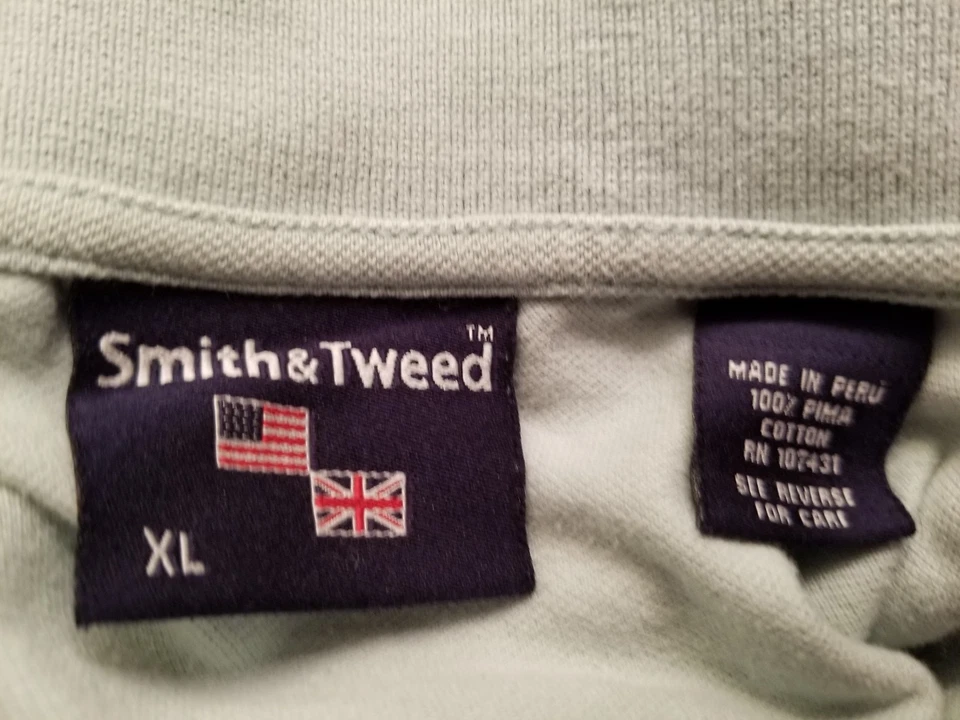 Smith&Tweed™
XL
MADE IN PERU
100% PIMA
COTTON
RN 107431
SEE REVERSE
FOR CARE